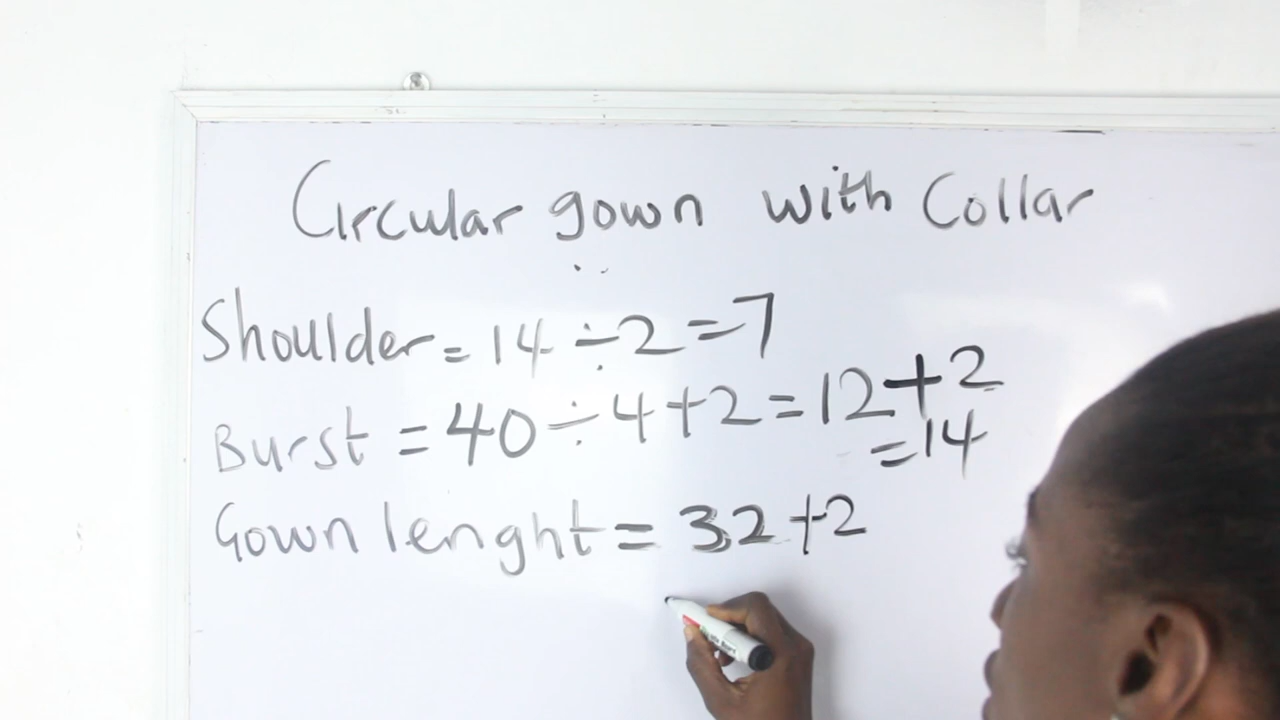 Circular gown with Collar
Shoulder = 14 ÷ 2 = 7
Burst = 40 ÷ 4 + 2 = 12 + 2
= 14
Gown lenght = 32 + 2